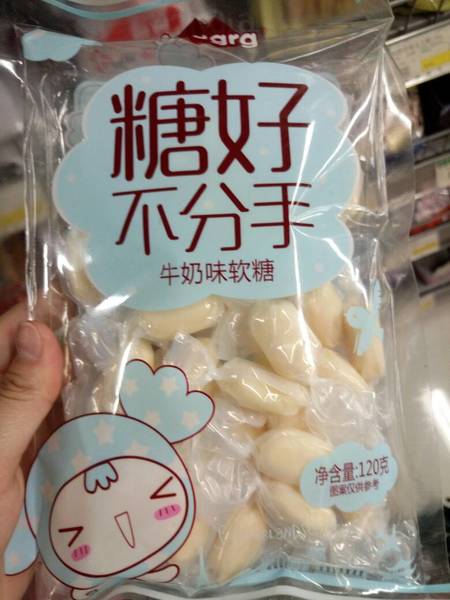 糖好
不分手
牛奶味软糖
净含量:120克
图案仅供参考